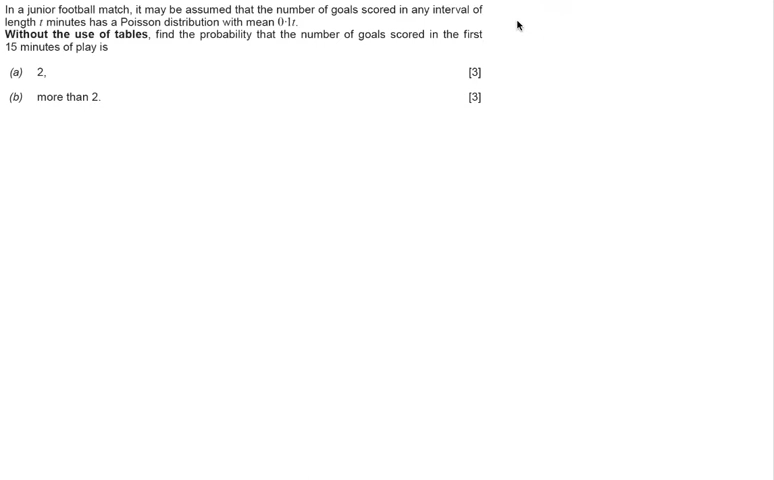 In a junior football match, it may be assumed that the number of goals scored in any interval of
length t minutes has a Poisson distribution with mean 0·1t.
Without the use of tables, find the probability that the number of goals scored in the first
15 minutes of play is
(a) 2, [3]
(b) more than 2. [3]